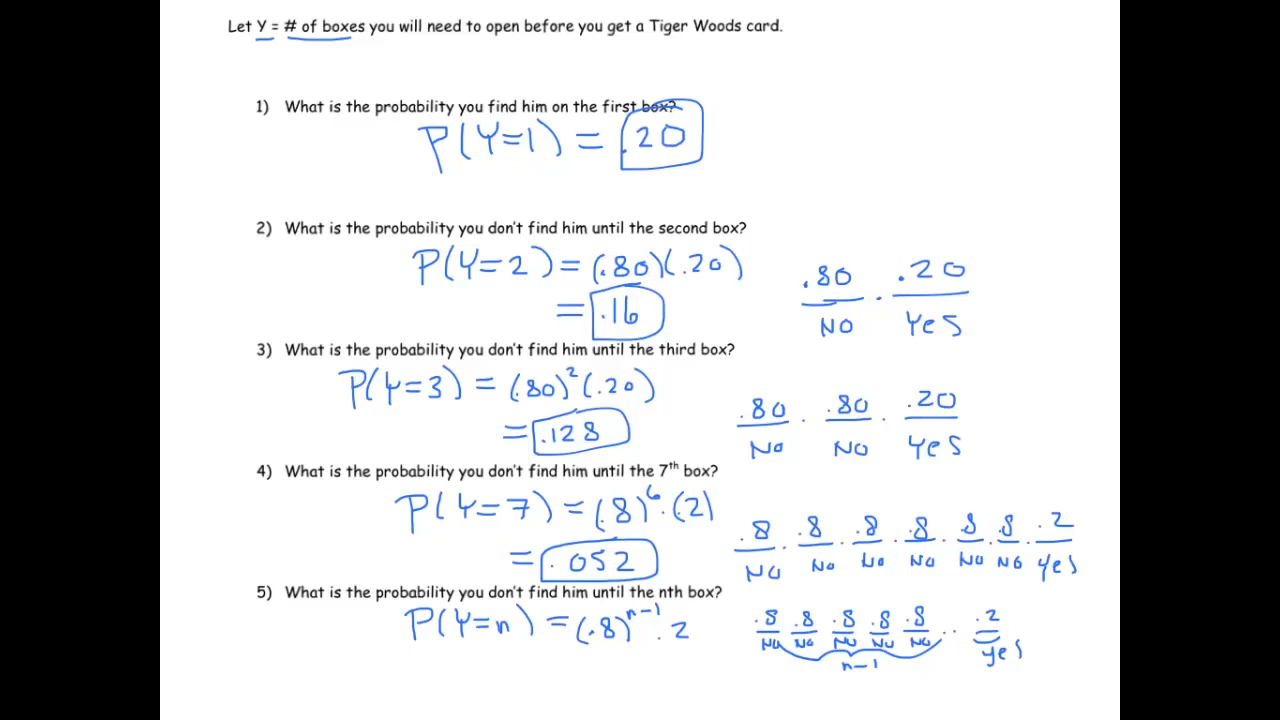 Let Y = # of boxes you will need to open before you get a Tiger Woods card.
1) What is the probability you find him on the first box?
P(Y=1) = .20
2) What is the probability you don't find him until the second box?
P(Y=2) = (.80)(.20)
= .16
.80 . .20
NO Yes
3) What is the probability you don't find him until the third box?
P(Y=3) = (.80)²(.20)
= .128
.80 . .80 . .20
No No Yes
4) What is the probability you don't find him until the 7th box?
P(Y=7) = (.8)⁶.(.2)
= .052
.8 . .8 . .8 . .8 . .8 . .8 . .2
No No No No No No Yes
5) What is the probability you don't find him until the nth box?
P(Y=n) = (.8)ⁿ⁻¹ .2
.8 .8 .8 .8 .8 .. .2
No No No No No Yes
n-1